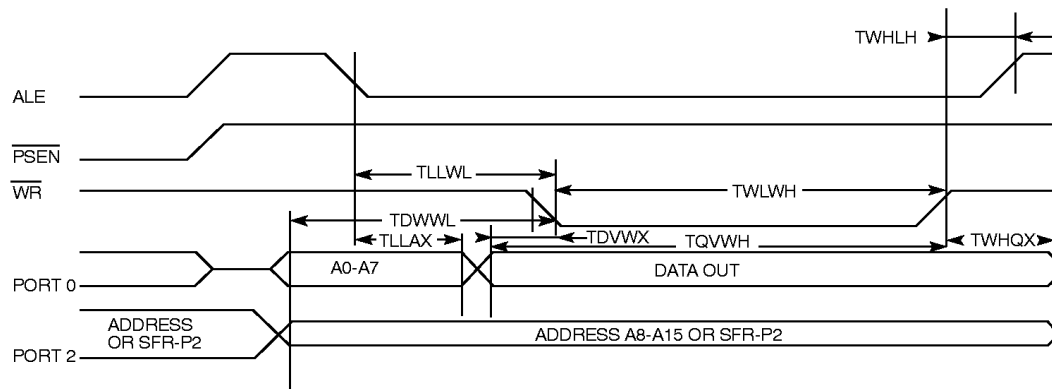 TWHLH
ALE
PSEN
TLLWL
WR
TWLWH
TDWWL
TLLAX
TDVWX
TQVWH
TWHQX
A0-A7
DATA OUT
PORT 0
ADDRESS
OR SFR-P2
ADDRESS A8-A15 OR SFR-P2
PORT 2